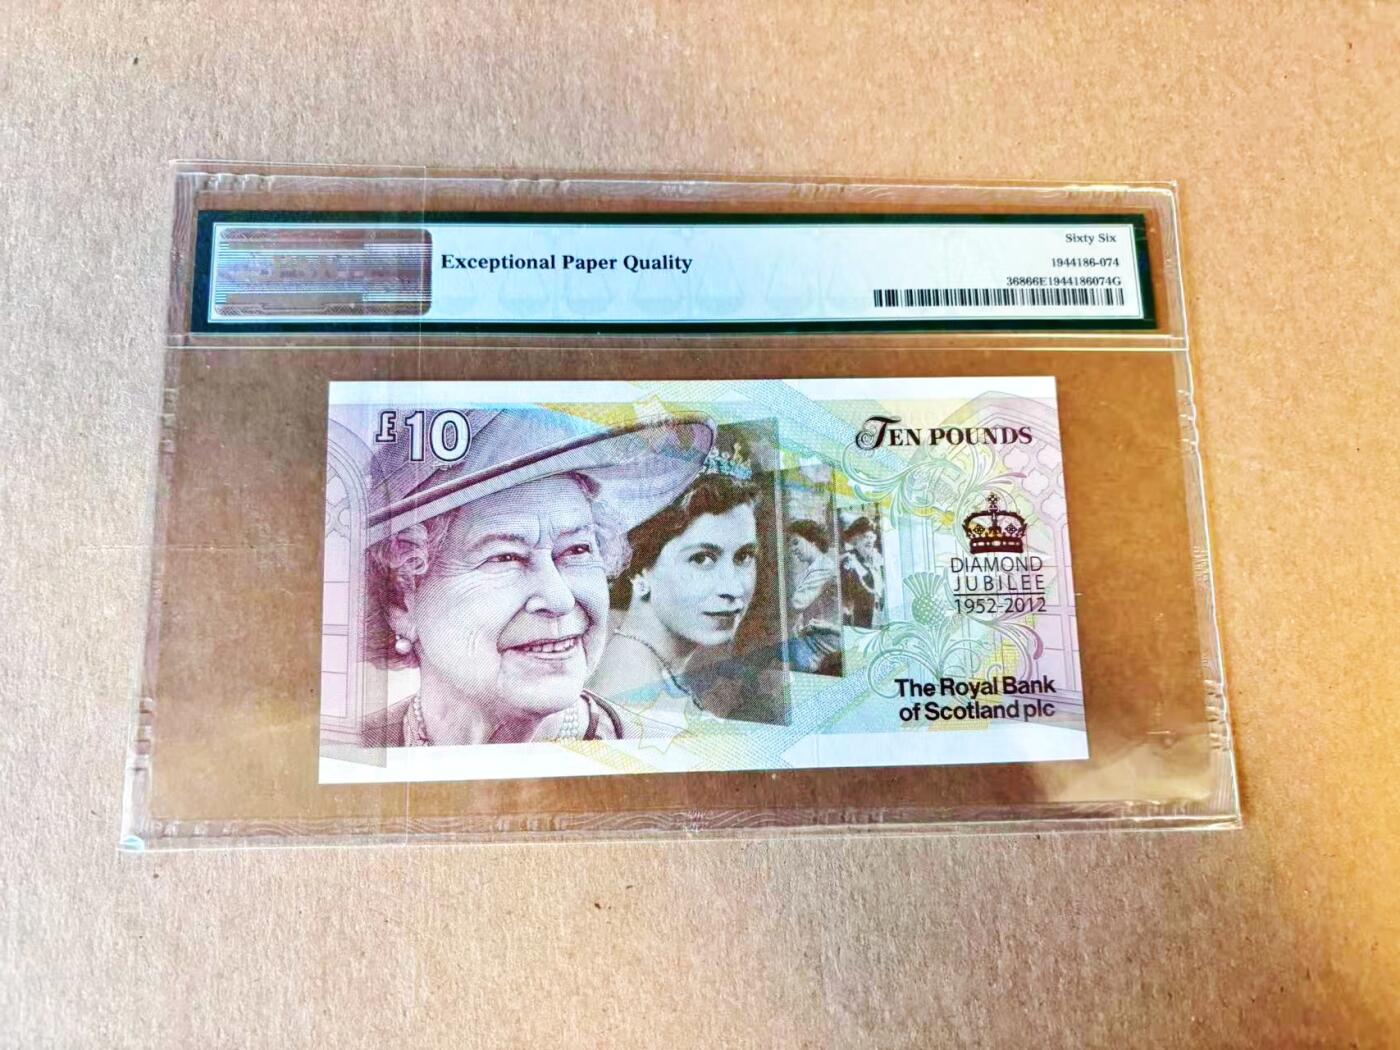 Exceptional Paper Quality
Sixty Six
1944186-074
36866E1944186074G
£10
TEN POUNDS
DIAMOND
JUBILEE
1952-2012
The Royal Bank
of Scotland plc